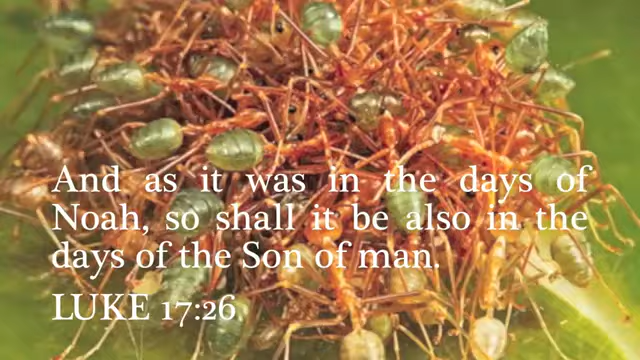 And as it was in the days of
Noah, so shall it be also in the
days of the Son of man.
LUKE 17:26